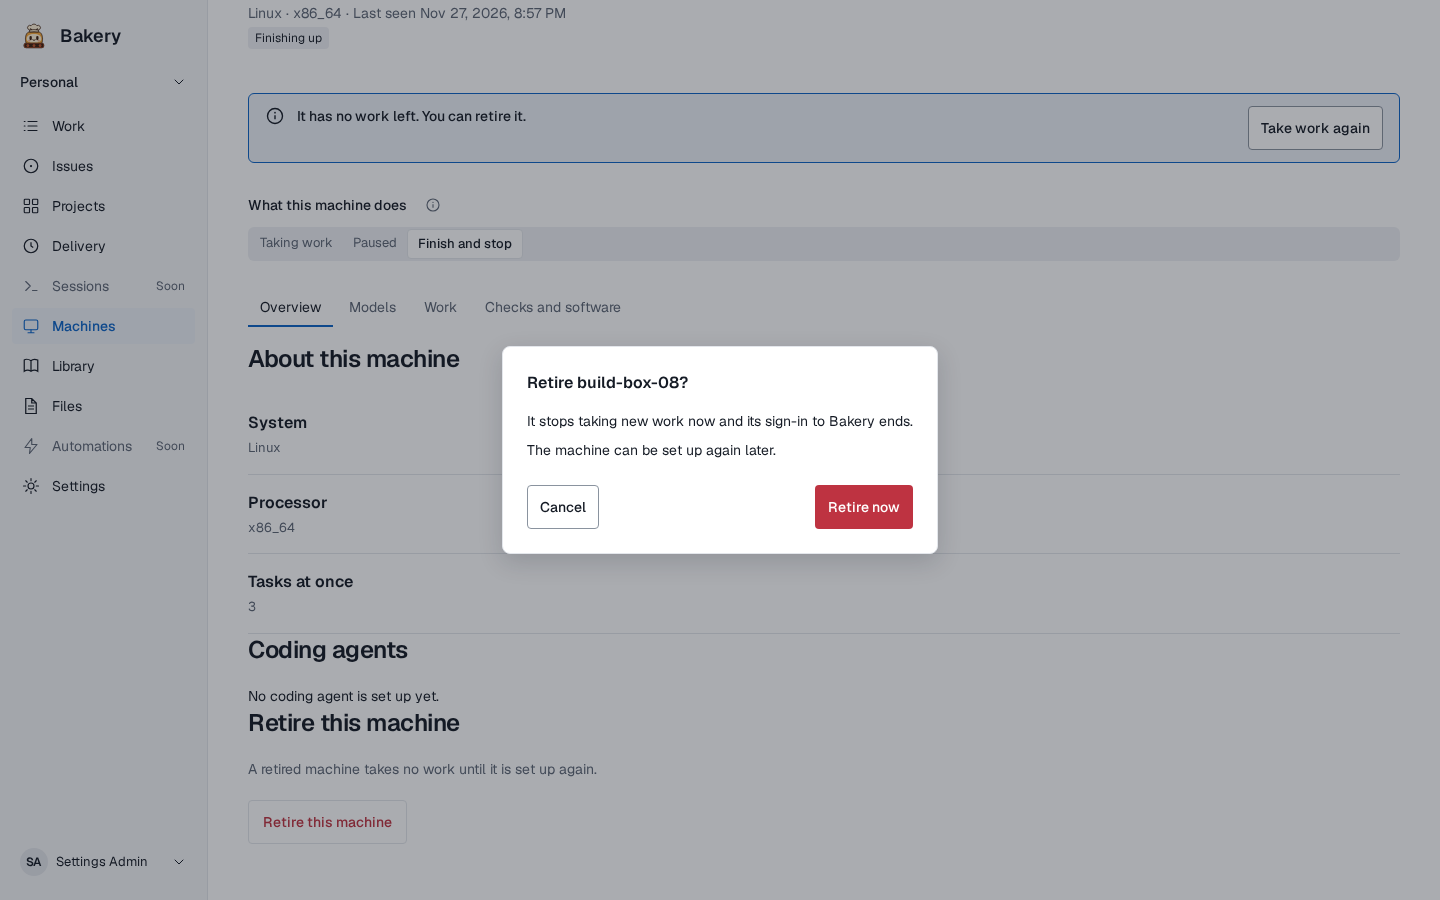 Bakery
Personal
Work
Issues
Projects
Delivery
Sessions Soon
Machines
Library
Files
Automations Soon
Settings
SA Settings Admin
Linux · x86_64 · Last seen Nov 27, 2026, 8:57 PM
Finishing up
It has no work left. You can retire it.
Take work again
What this machine does
Taking work Paused Finish and stop
Overview Models Work Checks and software
About this machine
System
Linux
Processor
x86_64
Tasks at once
3
Coding agents
No coding agent is set up yet.
Retire this machine
A retired machine takes no work until it is set up again.
Retire this machine
Retire build-box-08?
It stops taking new work now and its sign-in to Bakery ends.
The machine can be set up again later.
Cancel Retire now